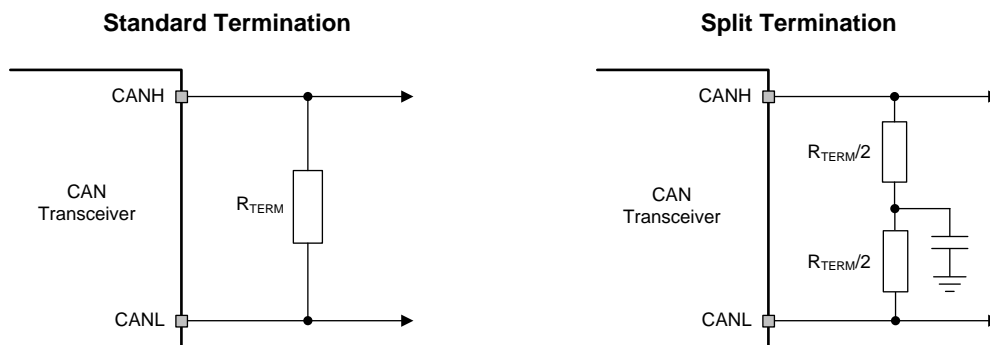 Standard Termination
Split Termination
CANH
CAN
Transceiver
RTERM
CANL
CANH
RTERM/2
CAN
Transceiver
RTERM/2
CANL